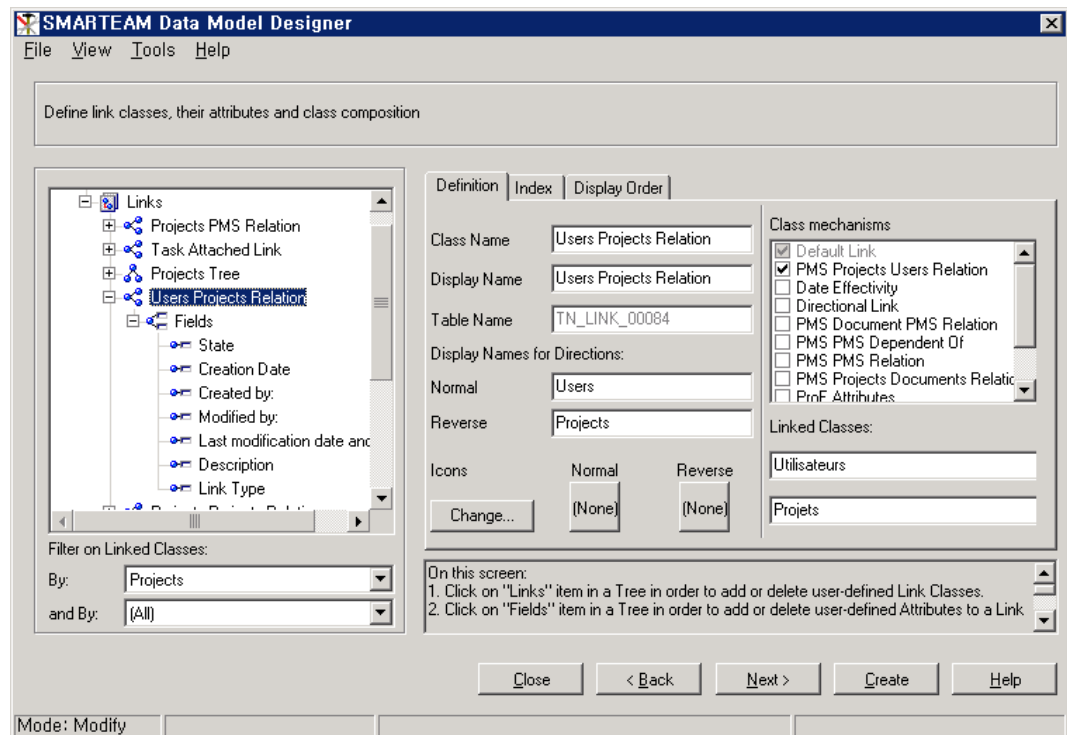 SMARTEAM Data Model Designer
File View Tools Help
Define link classes, their attributes and class composition
Links
Projects PMS Relation
Task Attached Link
Projects Tree
Users Projects Relation
Fields
State
Creation Date
Created by:
Modified by:
Last modification date and
Description
Link Type
Filter on Linked Classes:
By: Projects
and By: (All)
Definition Index Display Order
Class Name Users Projects Relation
Display Name Users Projects Relation
Table Name TN_LINK_00084
Display Names for Directions:
Normal Users
Reverse Projects
Icons Normal Reverse
Change... (None) (None)
Class mechanisms
Default Link
PMS Projects Users Relation
Date Effectivity
Directional Link
PMS Document PMS Relation
PMS PMS Dependent Of
PMS PMS Relation
PMS Projects Documents Relatic
ProE Attributes
Linked Classes:
Utilisateurs
Projets
On this screen:
1. Click on "Links" item in a Tree in order to add or delete user-defined Link Classes.
2. Click on "Fields" item in a Tree in order to add or delete user-defined Attributes to a Link
Close < Back Next > Create Help
Mode: Modify